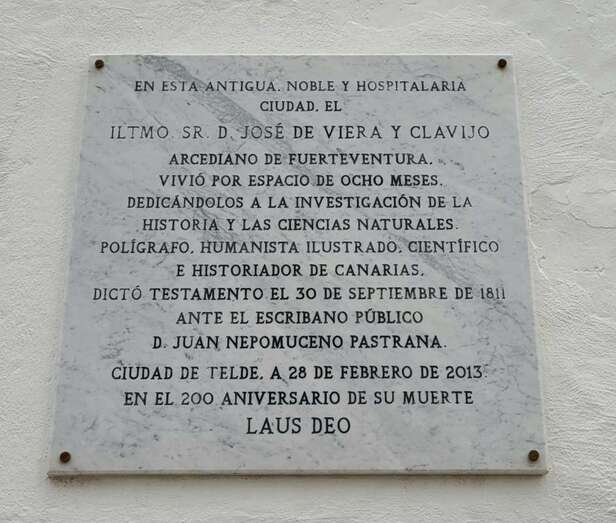 EN ESTA ANTIGUA, NOBLE Y HOSPITALARIA
CIUDAD, EL
ILTMO. SR. D. JOSÉ DE VIERA Y CLAVIJO
ARCEDIANO DE FUERTEVENTURA,
VIVIÓ POR ESPACIO DE OCHO MESES,
DEDICÁNDOLOS A LA INVESTIGACIÓN DE LA
HISTORIA Y LAS CIENCIAS NATURALES.
POLÍGRAFO, HUMANISTA ILUSTRADO, CIENTÍFICO
E HISTORIADOR DE CANARIAS,
DICTÓ TESTAMENTO EL 30 DE SEPTIEMBRE DE 1811
ANTE EL ESCRIBANO PÚBLICO
D. JUAN NEPOMUCENO PASTRANA.
CIUDAD DE TELDE, A 28 DE FEBRERO DE 2013.
EN EL 200 ANIVERSARIO DE SU MUERTE
LAUS DEO